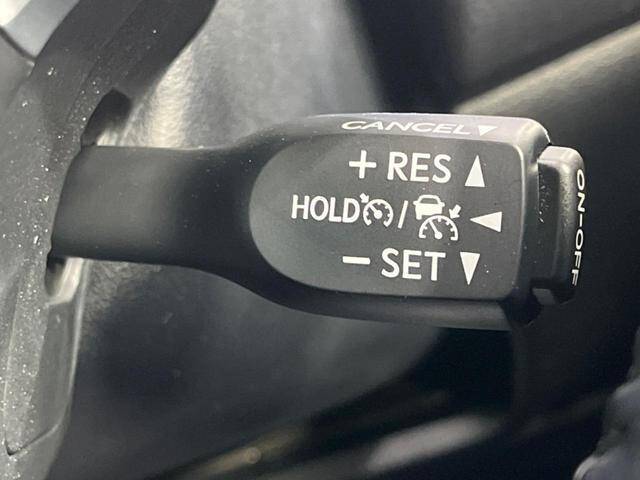 CANCEL▼
+ RES ▲
HOLD / ◀
− SET ▼
ON-OFF